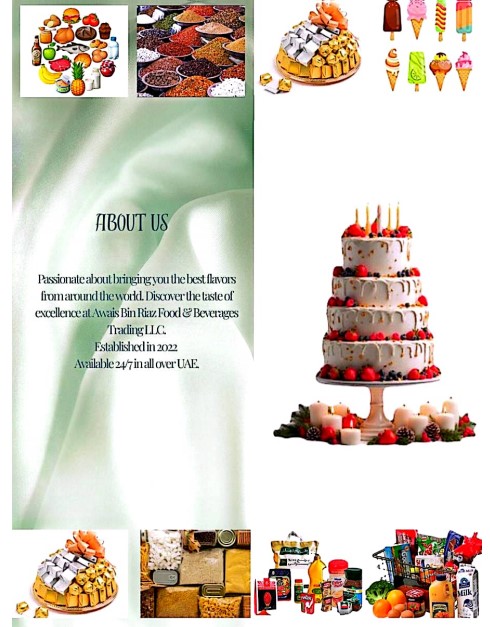 ABOUT US
Passionate about bringing you the best flavors
from around the world. Discover the taste of
excellence at Awais Bin Riaz Food & Beverages
Trading LLC.
Established in 2022
Available 24/7 in all over UAE.
Milk